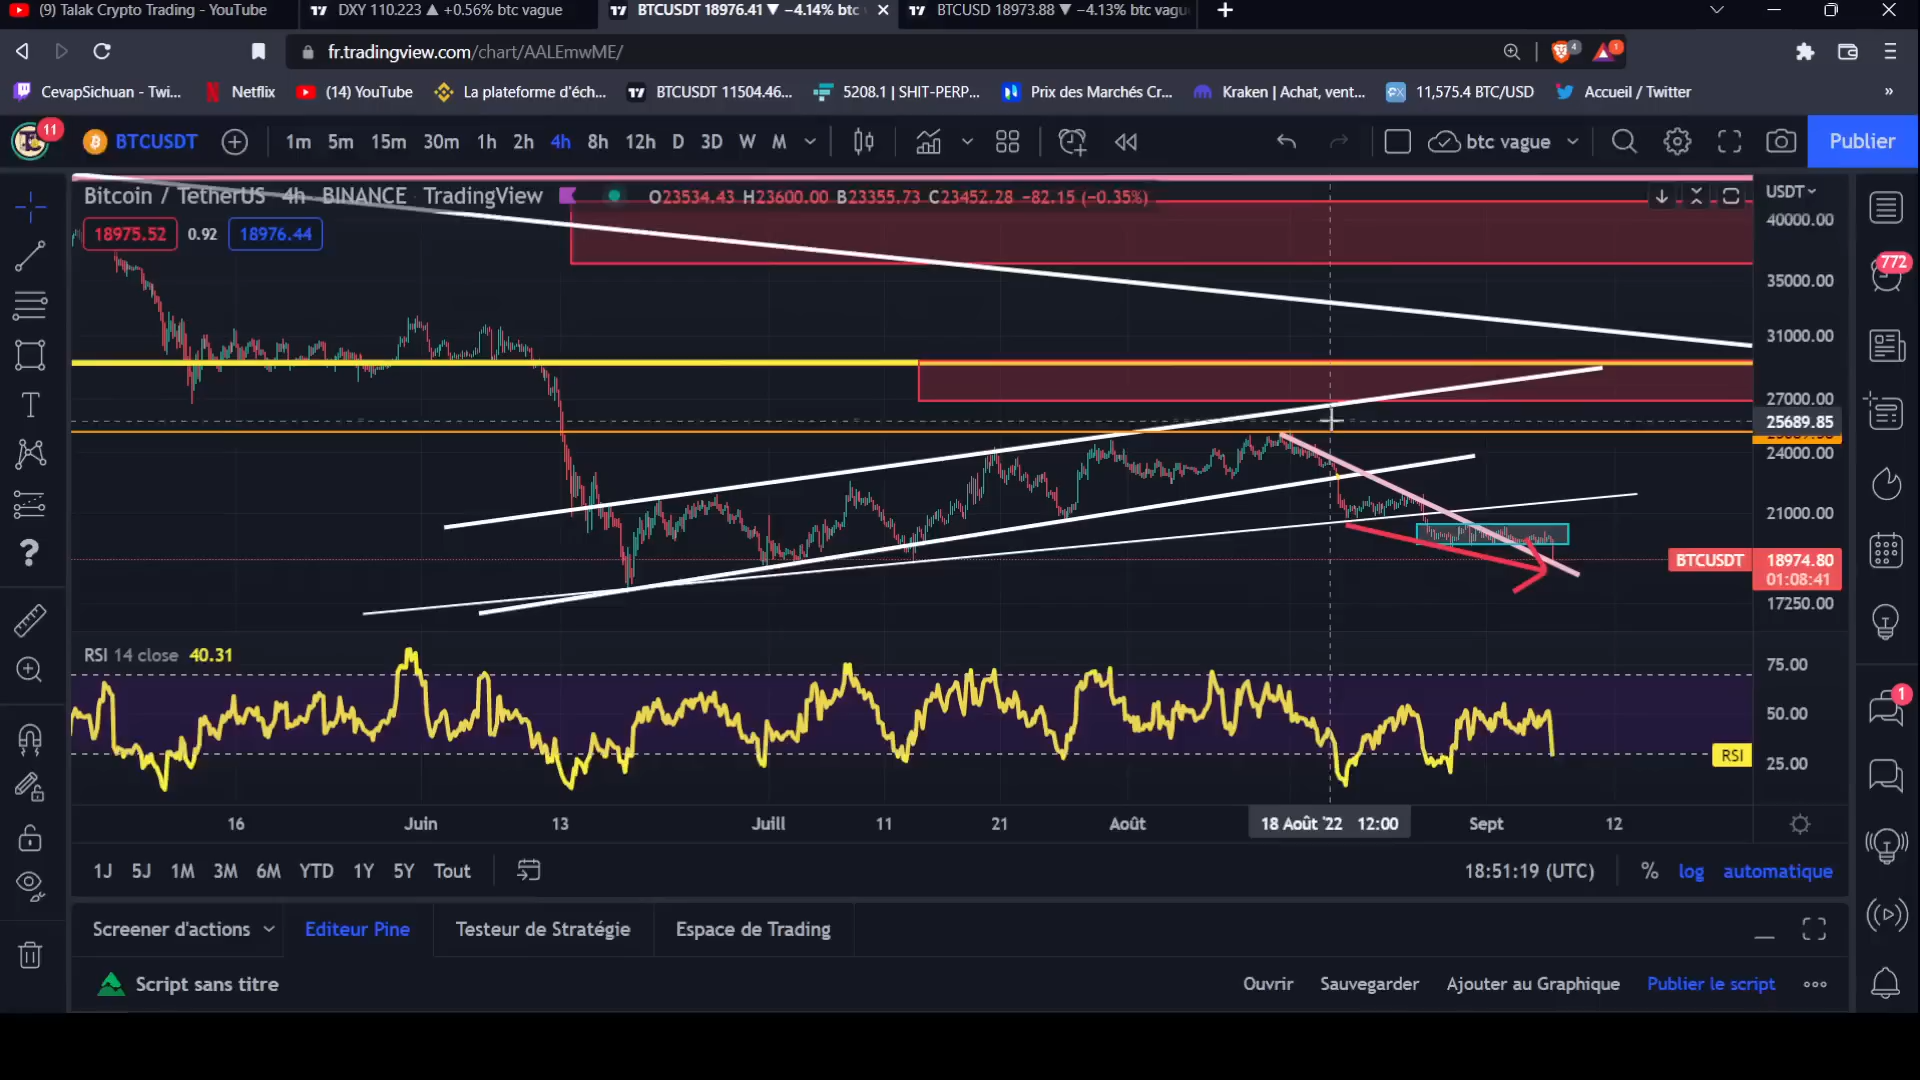 (9) Talak Crypto Trading - YouTube
DXY 110.223 ▲ +0.56% btc vague
BTCUSDT 18976.41 ▼ −4.14% btc
BTCUSD 18973.88 ▼ −4.13% btc vagu
fr.tradingview.com/chart/AALEmwME/
4
1
CevapSichuan - Twi...
Netflix
(14) YouTube
La plateforme d'éch...
BTCUSDT 11504.46...
5208.1 | SHIT-PERP...
Prix des Marchés Cr...
Kraken | Achat, vent...
11,575.4 BTC/USD
Accueil / Twitter
»
11
BTCUSDT
1m 5m 15m 30m 1h 2h 4h 8h 12h D 3D W M
btc vague
Publier
Bitcoin / TetherUS 4h BINANCE TradingView
O23534.43 H23600.00 B23355.73 C23452.28 −82.15 (−0.35%)
18975.52 0.92 18976.44
USDT
40000.00
35000.00
31000.00
27000.00
25689.85
24000.00
21000.00
BTCUSDT 18974.80
01:08:41
17250.00
772
1
RSI 14 close 40.31
75.00
50.00
RSI
25.00
16 Juin 13 Juill 11 21 Août 18 Août '22 12:00 Sept 12
1J 5J 1M 3M 6M YTD 1Y 5Y Tout
18:51:19 (UTC) % log automatique
Screener d'actions
Editeur Pine
Testeur de Stratégie
Espace de Trading
Script sans titre
Ouvrir Sauvegarder Ajouter au Graphique Publier le script